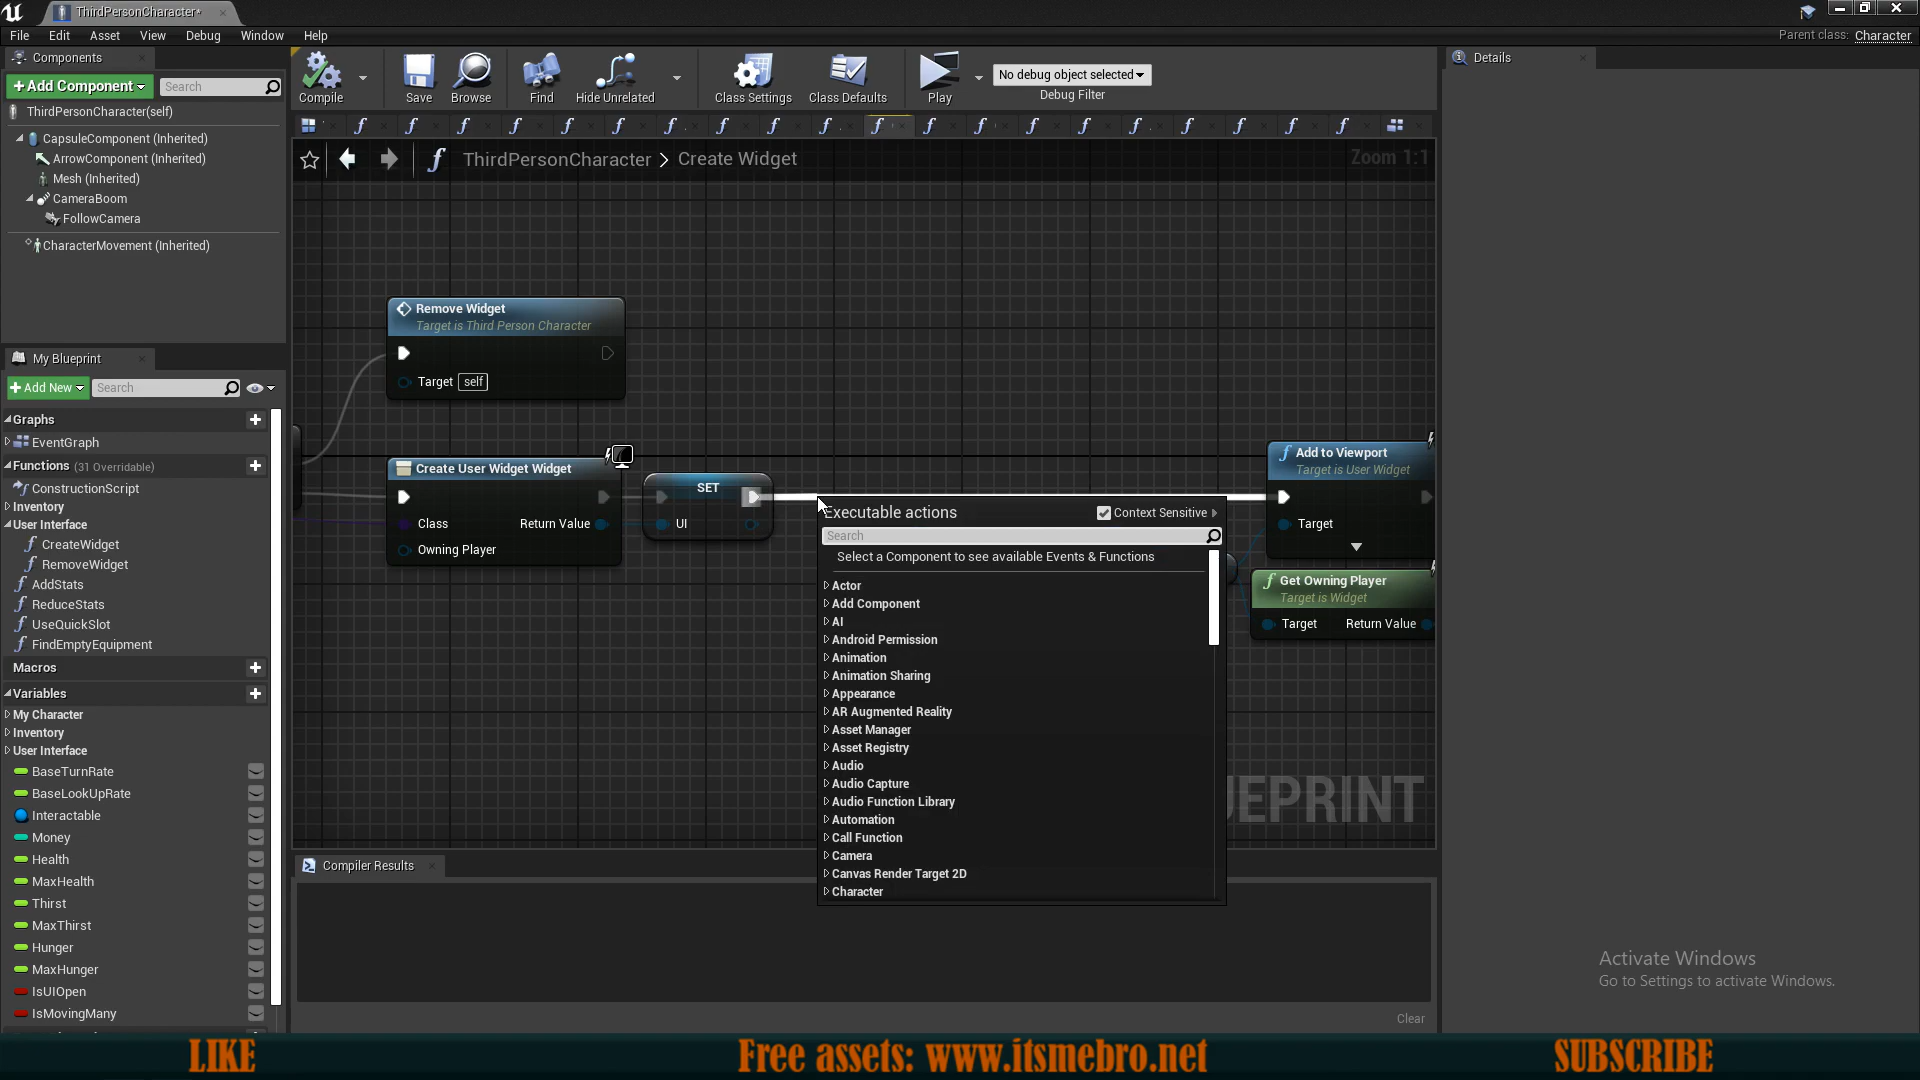 ThirdPersonCharacter*
File Edit Asset View Debug Window Help
Parent class: Character
Components
+Add Component Search
ThirdPersonCharacter(self)
CapsuleComponent (Inherited)
ArrowComponent (Inherited)
Mesh (Inherited)
CameraBoom
FollowCamera
CharacterMovement (Inherited)
Compile Save Browse Find Hide Unrelated Class Settings Class Defaults Play
No debug object selected
Debug Filter
Details
ThirdPersonCharacter > Create Widget
Zoom 1:1
Remove Widget
Target is Third Person Character
Target self
Create User Widget Widget
Class Return Value
Owning Player
SET
UI
Add to Viewport
Target is User Widget
Target
Get Owning Player
Target is Widget
Target Return Value
Executable actions Context Sensitive
Search
Select a Component to see available Events & Functions
Actor
Add Component
AI
Android Permission
Animation
Animation Sharing
Appearance
AR Augmented Reality
Asset Manager
Asset Registry
Audio
Audio Capture
Audio Function Library
Automation
Call Function
Camera
Canvas Render Target 2D
Character
UEPRINT
My Blueprint
+Add New Search
Graphs
EventGraph
Functions (31 Overridable)
ConstructionScript
Inventory
User Interface
CreateWidget
RemoveWidget
AddStats
ReduceStats
UseQuickSlot
FindEmptyEquipment
Macros
Variables
My Character
Inventory
User Interface
BaseTurnRate
BaseLookUpRate
Interactable
Money
Health
MaxHealth
Thirst
MaxThirst
Hunger
MaxHunger
IsUIOpen
IsMovingMany
Compiler Results
Clear
Activate Windows
Go to Settings to activate Windows.
LIKE
Free assets: www.itsmebro.net
SUBSCRIBE